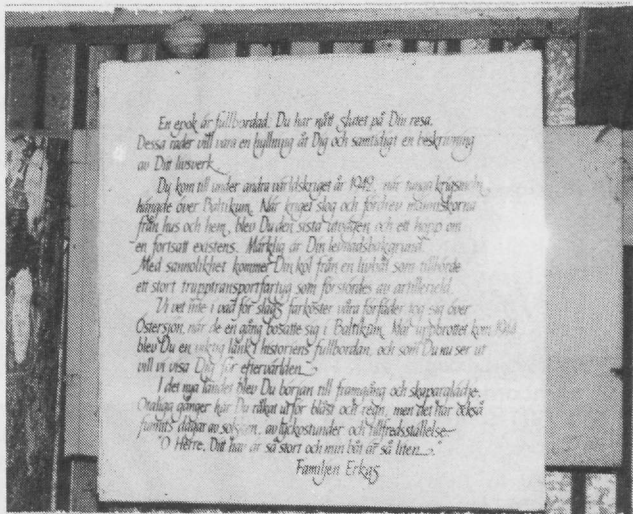 En epok är fullbordad. Du har nått slutet på Din resa.
Dessa rader vill vara en hyllning åt Dig och samtidigt en beskrivning
av Ditt livsverk.
Du kom till under andra världskriget år 1942, när tunga krigsmoln
hängde över Baltikum. När kriget slog och fördrev människorna
från hus och hem, blev Du den sista utvägen och ett hopp om
en fortsatt existens. Märklig är Din levnadsbakgrund.
Med sannolikhet kommer Din köl från en livbåt som tillhörde
ett stort trupptransportfartyg som förstördes av artillerield.
Vi vet inte i vad för slags farkoster våra förfäder tog sig över
Östersjön, när de en gång bosatte sig i Baltikum. När uppbrottet kom 1944
blev Du en viktig länk i historiens fullbordan, och som Du nu ser ut
vill vi visa Dig för eftervärlden.
I det nya landet blev Du början till framgång och skaparglädje.
Otaliga gånger har Du råkat ut för blåst och regn, men det har också
funnits dagar av solsken, av lyckostunder och tillfredsställelse.
"O Herre, Ditt hav är så stort och min båt är så liten..."
Familjen Erkas